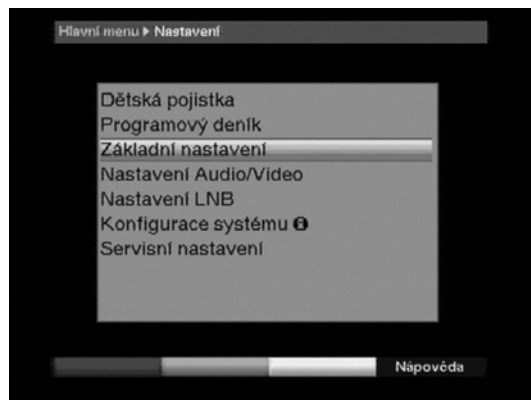 Hlavní menu ▶ Nastavení
Dětská pojistka
Programový deník
Základní nastavení
Nastavení Audio/Video
Nastavení LNB
Konfigurace systému
Servisní nastavení
Nápověda